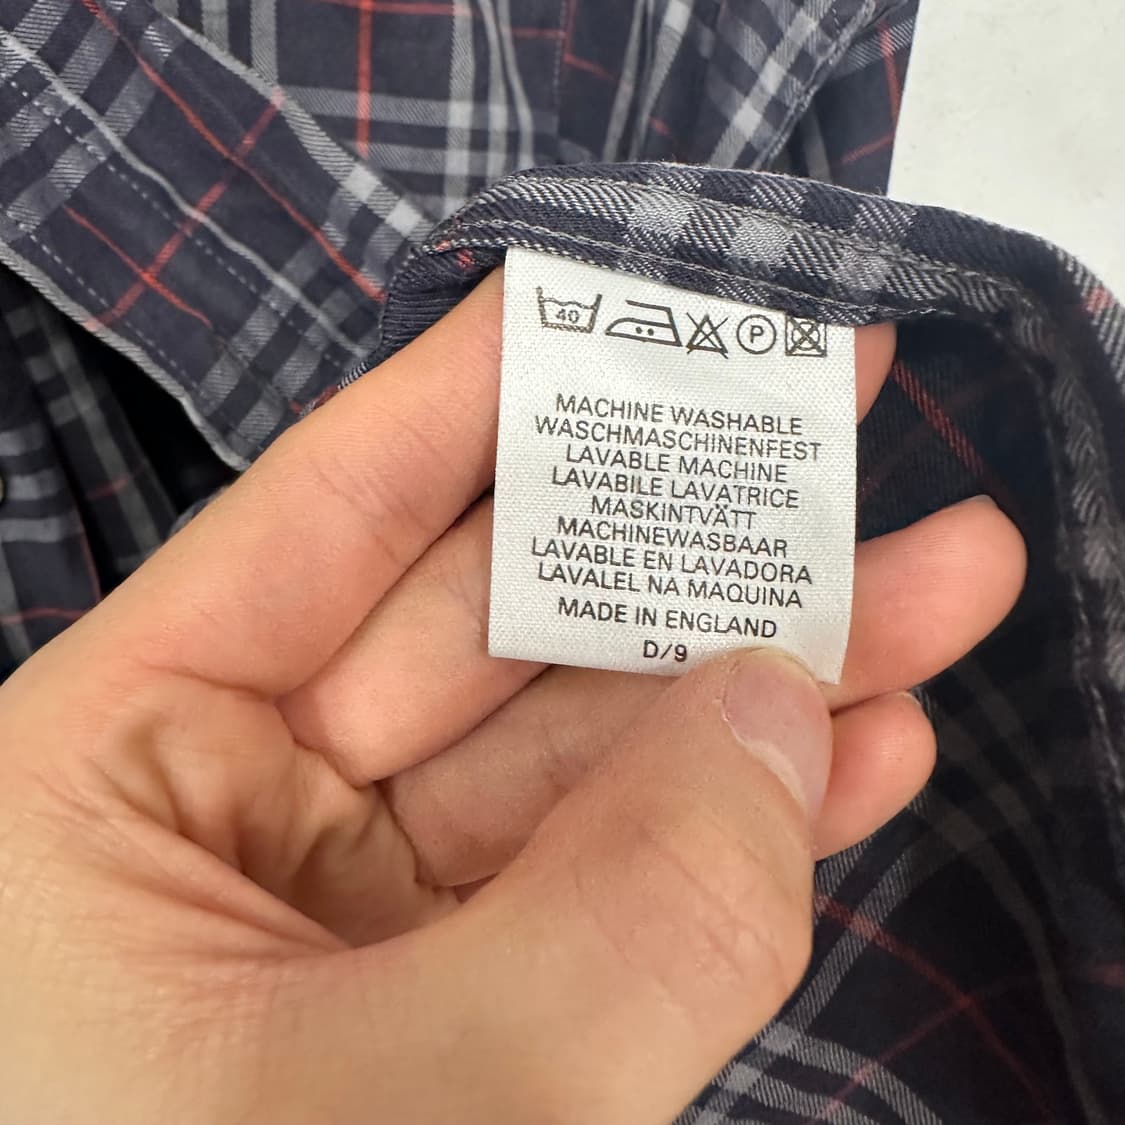 40
P
MACHINE WASHABLE
WASCHMASCHINENFEST
LAVABLE MACHINE
LAVABILE LAVATRICE
MASKINTVÄTT
MACHINEWASBAAR
LAVABLE EN LAVADORA
LAVALEL NA MAQUINA
MADE IN ENGLAND
D/9